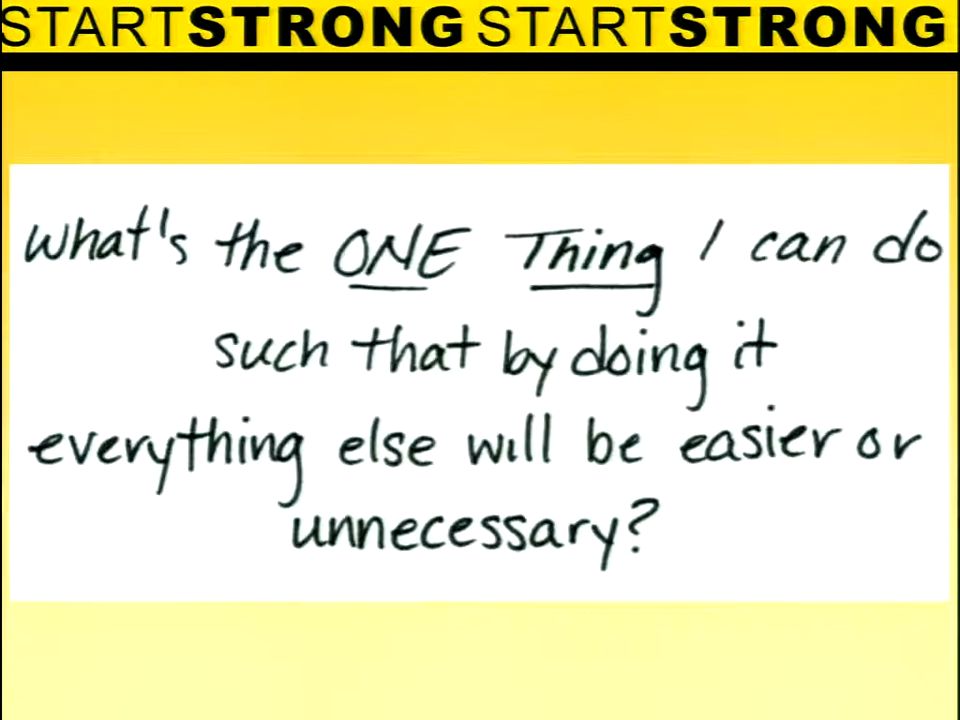 STARTSTRONG STARTSTRONG
what's the ONE Thing I can do
such that by doing it
everything else will be easier or
unnecessary?